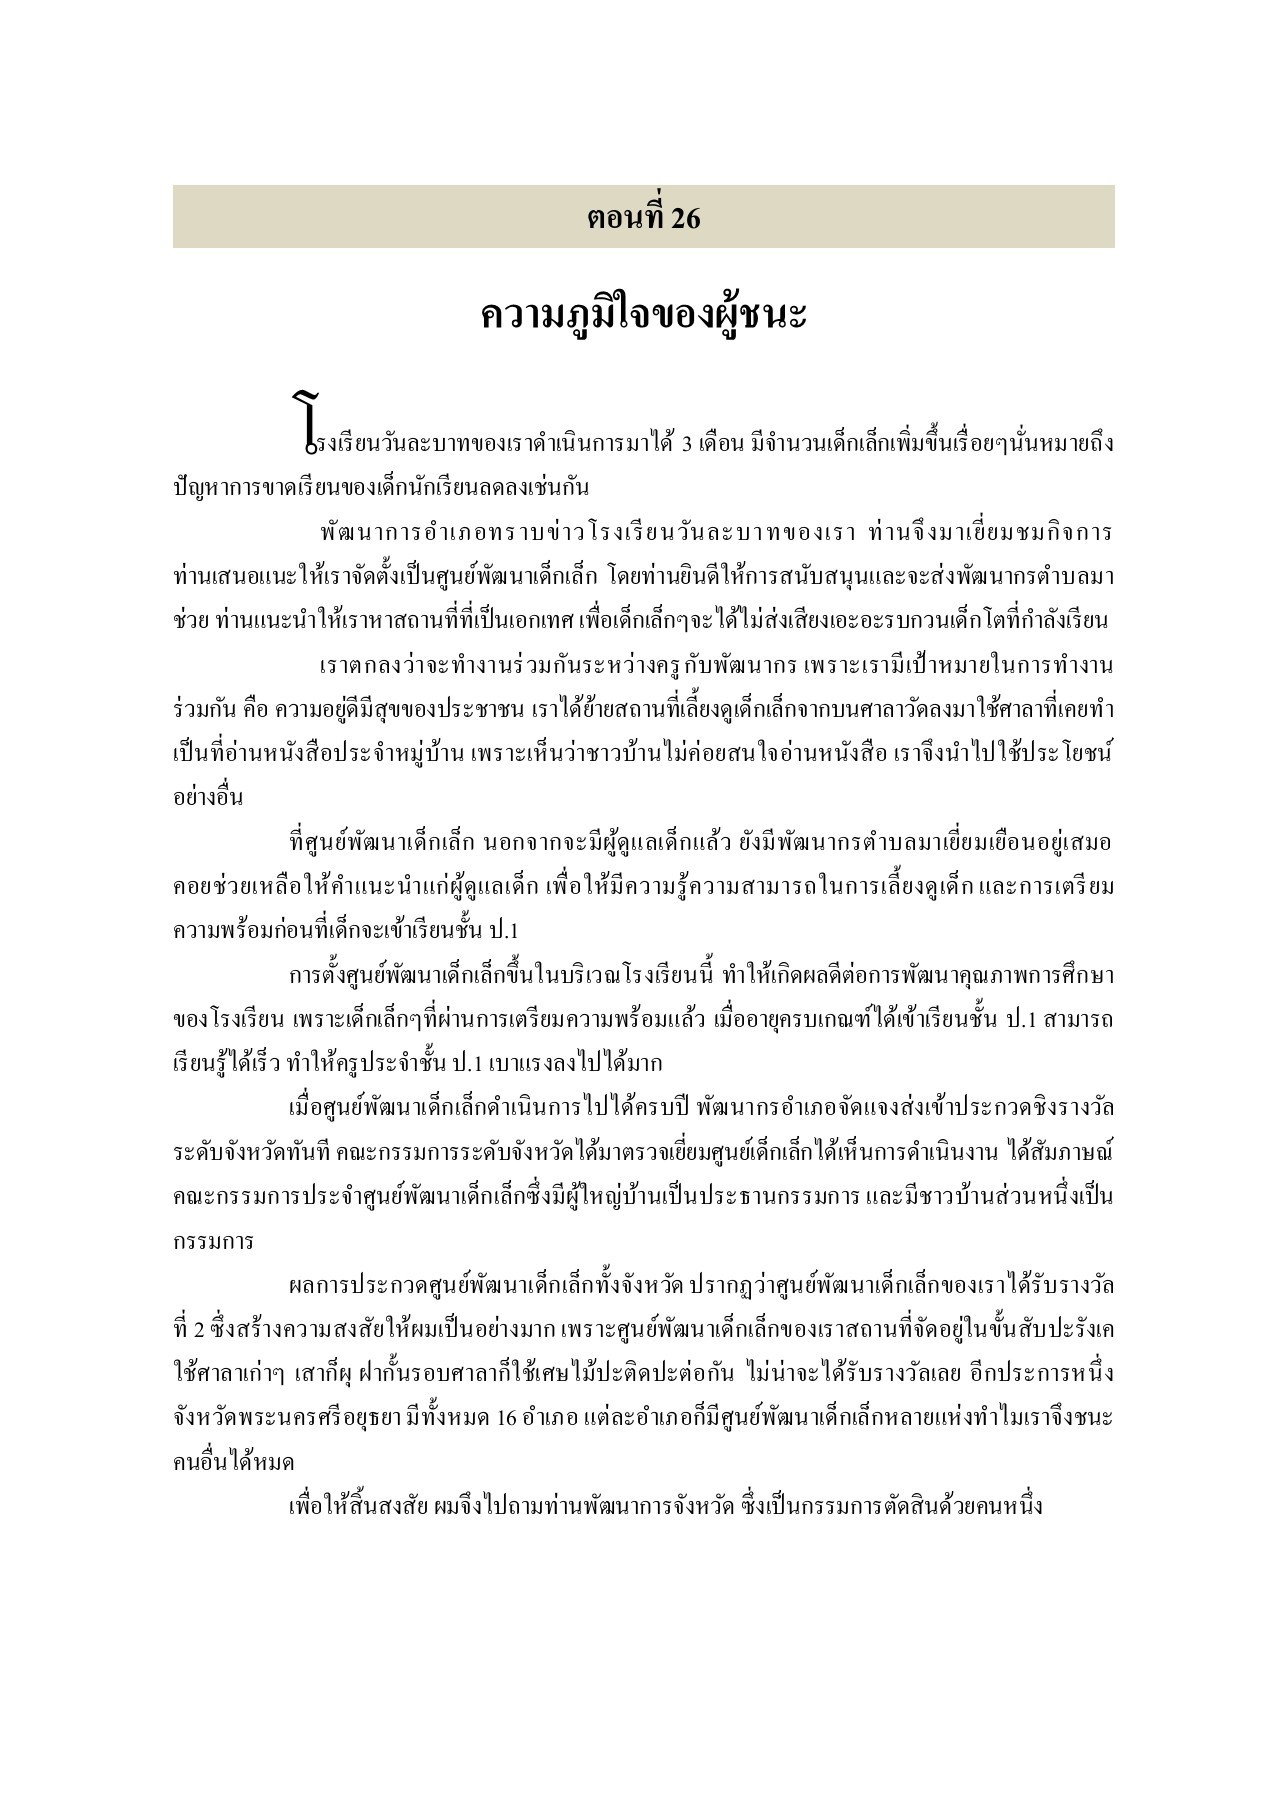 ตอนที่ 26
ความภูมิใจของผู้ชนะ
โรงเรียนวันละบาทของเราดำเนินการมาได้ 3 เดือน มีจำนวนเด็กเล็กเพิ่มขึ้นเรื่อยๆนั่นหมายถึง
ปัญหาการขาดเรียนของเด็กนักเรียนลดลงเช่นกัน
พัฒนาการอำเภอทราบข่าวโรงเรียนวันละบาทของเรา ท่านจึงมาเยี่ยมชมกิจการ
ท่านเสนอแนะให้เราจัดตั้งเป็นศูนย์พัฒนาเด็กเล็ก โดยท่านยินดีให้การสนับสนุนและจะส่งพัฒนากรตำบลมา
ช่วย ท่านแนะนำให้เราหาสถานที่ที่เป็นเอกเทศ เพื่อเด็กเล็กๆจะได้ไม่ส่งเสียงเอะอะรบกวนเด็กโตที่กำลังเรียน
เราตกลงว่าจะทำงานร่วมกันระหว่างครูกับพัฒนากร เพราะเรามีเป้าหมายในการทำงาน
ร่วมกัน คือ ความอยู่ดีมีสุขของประชาชน เราได้ย้ายสถานที่เลี้ยงดูเด็กเล็กจากบนศาลาวัดลงมาใช้ศาลาที่เคยทำ
เป็นที่อ่านหนังสือประจำหมู่บ้าน เพราะเห็นว่าชาวบ้านไม่ค่อยสนใจอ่านหนังสือ เราจึงนำไปใช้ประโยชน์
อย่างอื่น
ที่ศูนย์พัฒนาเด็กเล็ก นอกจากจะมีผู้ดูแลเด็กแล้ว ยังมีพัฒนากรตำบลมาเยี่ยมเยือนอยู่เสมอ
คอยช่วยเหลือให้คำแนะนำแก่ผู้ดูแลเด็ก เพื่อให้มีความรู้ความสามารถในการเลี้ยงดูเด็ก และการเตรียม
ความพร้อมก่อนที่เด็กจะเข้าเรียนชั้น ป.1
การตั้งศูนย์พัฒนาเด็กเล็กขึ้นในบริเวณโรงเรียนนี้ ทำให้เกิดผลดีต่อการพัฒนาคุณภาพการศึกษา
ของโรงเรียน เพราะเด็กเล็กๆที่ผ่านการเตรียมความพร้อมแล้ว เมื่ออายุครบเกณฑ์ได้เข้าเรียนชั้น ป.1 สามารถ
เรียนรู้ได้เร็ว ทำให้ครูประจำชั้น ป.1 เบาแรงลงไปได้มาก
เมื่อศูนย์พัฒนาเด็กเล็กดำเนินการไปได้ครบปี พัฒนากรอำเภอจัดแจงส่งเข้าประกวดชิงรางวัล
ระดับจังหวัดทันที คณะกรรมการระดับจังหวัดได้มาตรวจเยี่ยมศูนย์เด็กเล็กได้เห็นการดำเนินงาน ได้สัมภาษณ์
คณะกรรมการประจำศูนย์พัฒนาเด็กเล็กซึ่งมีผู้ใหญ่บ้านเป็นประธานกรรมการ และมีชาวบ้านส่วนหนึ่งเป็น
กรรมการ
ผลการประกวดศูนย์พัฒนาเด็กเล็กทั้งจังหวัด ปรากฏว่าศูนย์พัฒนาเด็กเล็กของเราได้รับรางวัล
ที่ 2 ซึ่งสร้างความสงสัยให้ผมเป็นอย่างมาก เพราะศูนย์พัฒนาเด็กเล็กของเราสถานที่จัดอยู่ในขั้นสับปะรังเค
ใช้ศาลาเก่าๆ เสาก็ผุ ฝากั้นรอบศาลาก็ใช้เศษไม้ปะติดปะต่อกัน ไม่น่าจะได้รับรางวัลเลย อีกประการหนึ่ง
จังหวัดพระนครศรีอยุธยา มีทั้งหมด 16 อำเภอ แต่ละอำเภอก็มีศูนย์พัฒนาเด็กเล็กหลายแห่งทำไมเราจึงชนะ
คนอื่นได้หมด
เพื่อให้สิ้นสงสัย ผมจึงไปถามท่านพัฒนาการจังหวัด ซึ่งเป็นกรรมการตัดสินด้วยคนหนึ่ง